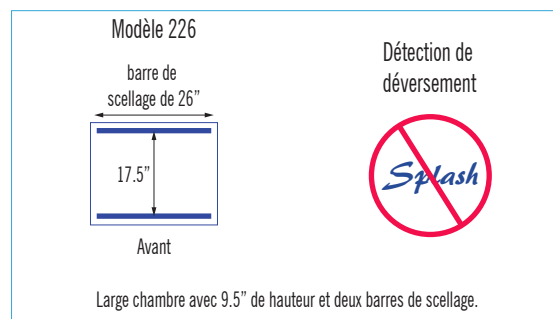 Modèle 226
barre de
scellage de 26”
17.5”
Avant
Détection de
déversement
Splash
Large chambre avec 9.5” de hauteur et deux barres de scellage.